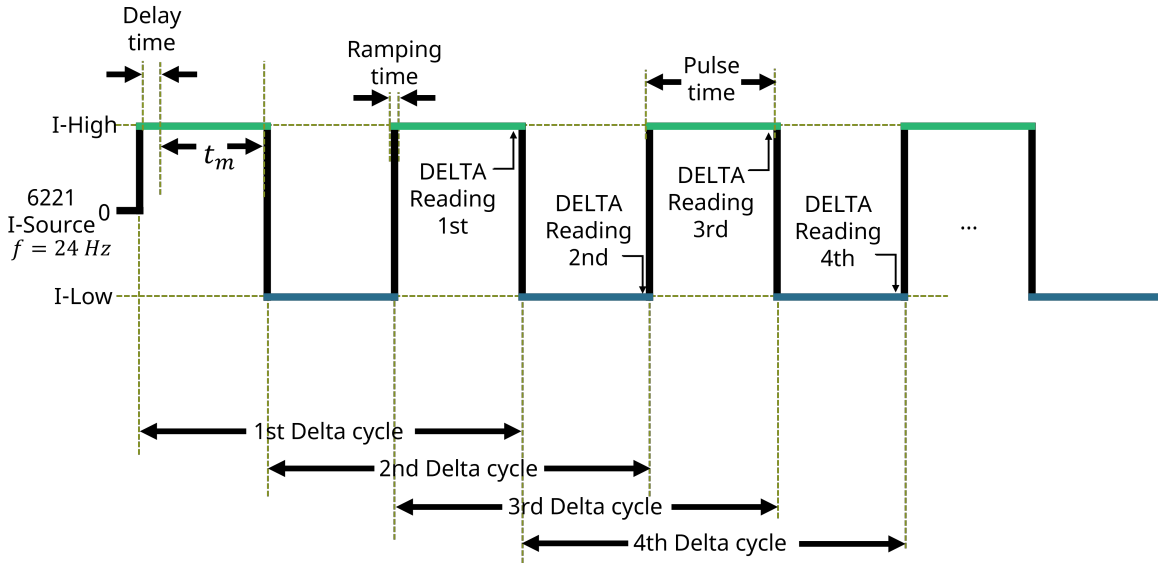 Delay
time
Ramping
time
Pulse
time
I-High
t_m
DELTA
Reading
1st
DELTA
Reading
2nd
DELTA
Reading
3rd
DELTA
Reading
4th
...
6221
I-Source
f = 24 Hz
0
I-Low
1st Delta cycle
2nd Delta cycle
3rd Delta cycle
4th Delta cycle